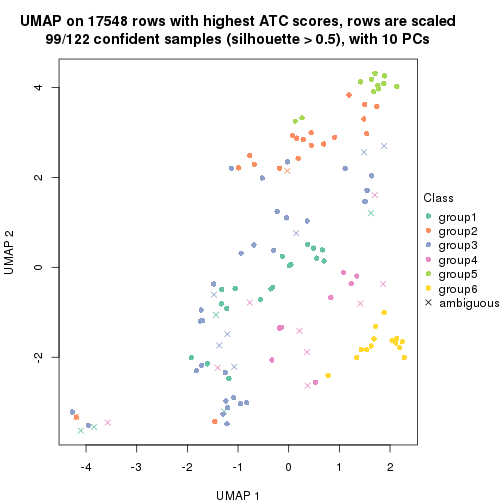 UMAP on 17548 rows with highest ATC scores, rows are scaled
99/122 confident samples (silhouette > 0.5), with 10 PCs
4
2
0
-2
UMAP 2
-4
-3
-2
-1
0
1
2
UMAP 1
Class
group1
group2
group3
group4
group5
group6
ambiguous